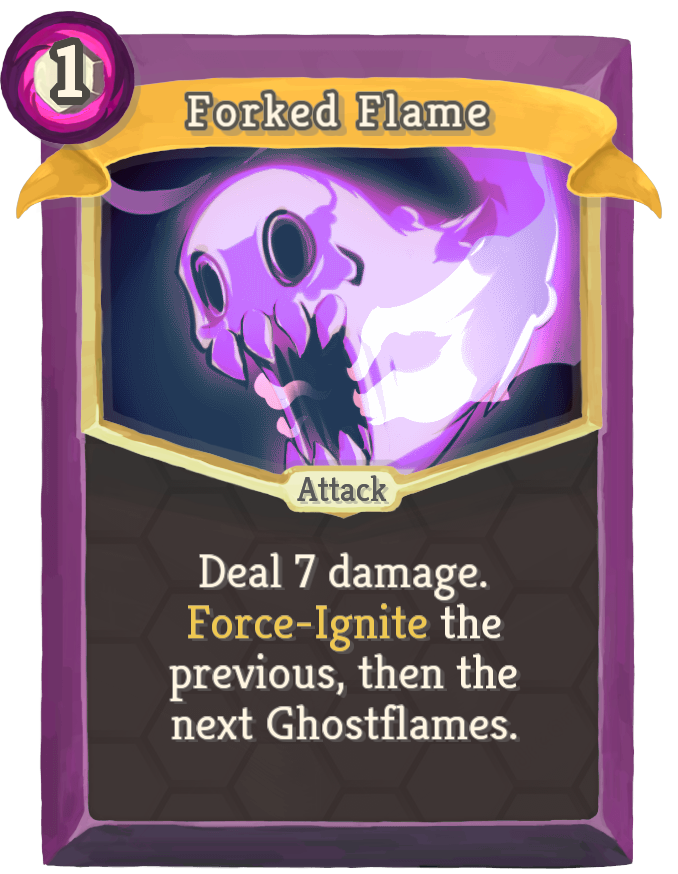 1
Forked Flame
Attack
Deal 7 damage.
Force-Ignite the
previous, then the
next Ghostflames.